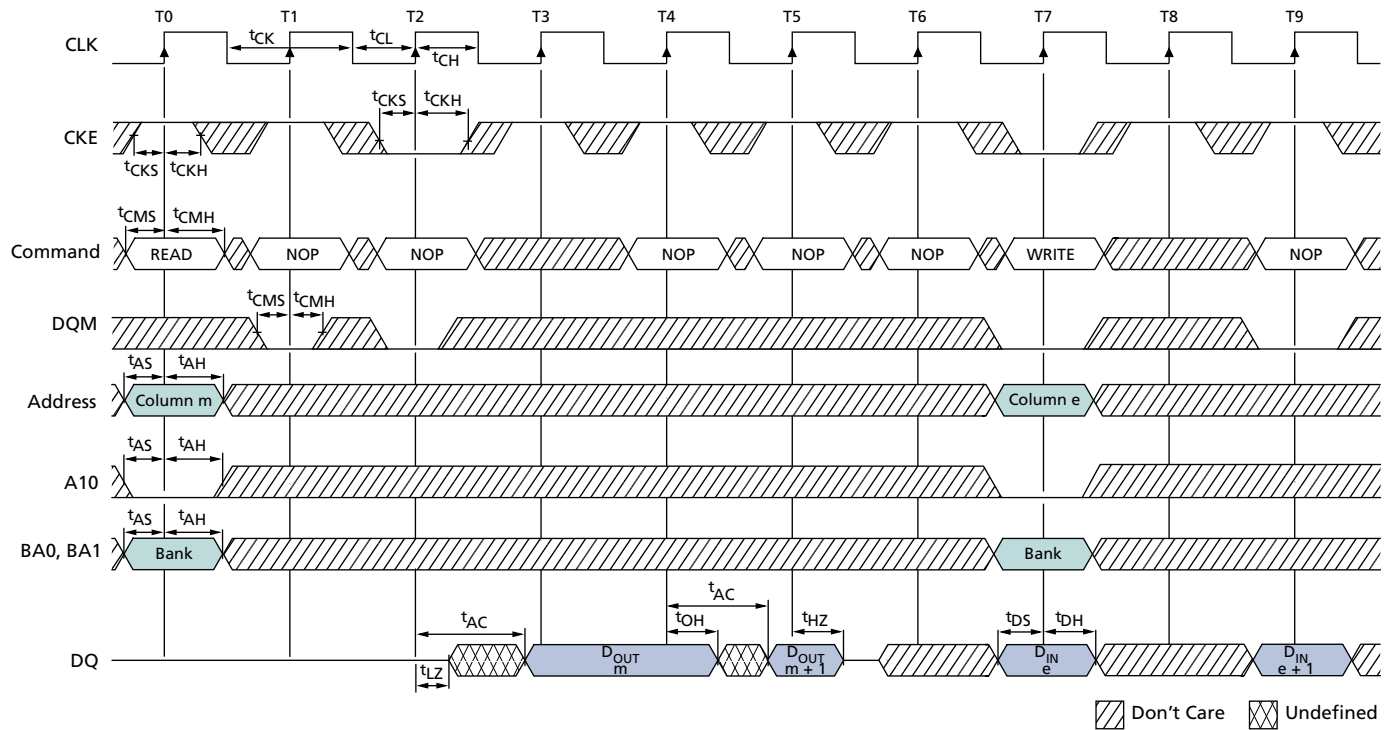 T0 T1 T2 T3 T4 T5 T6 T7 T8 T9
CLK
tCK tCL tCH
tCKS tCKH
CKE
tCKS tCKH
tCMS tCMH
Command READ NOP NOP NOP NOP NOP WRITE NOP
tCMS tCMH
DQM
tAS tAH
Address Column m Column e
tAS tAH
A10
tAS tAH
BA0, BA1 Bank Bank
tAC tAC tOH tHZ tDS tDH
DQ
DOUT m
DOUT m + 1
DIN e
DIN e + 1
tLZ
Don't Care Undefined